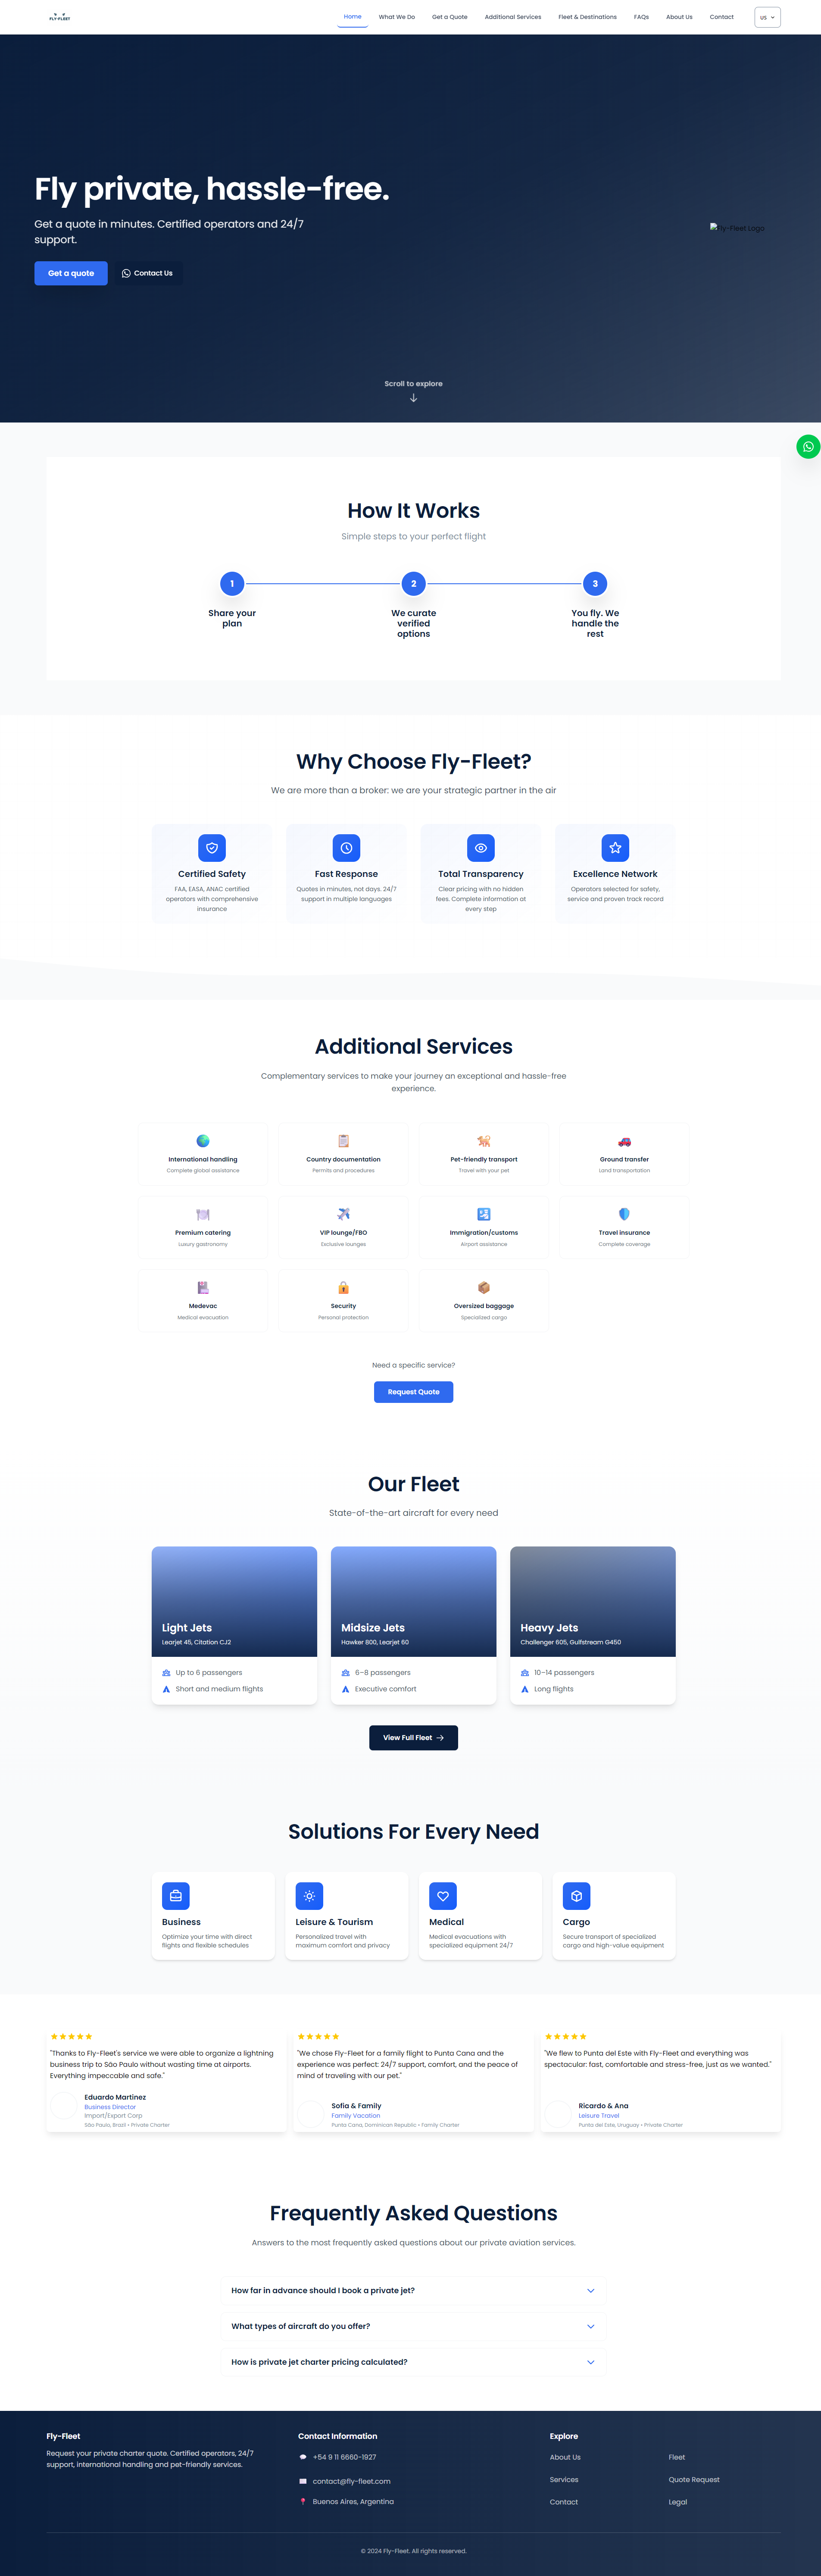 FLY-FLEET
Home
What We Do
Get a Quote
Additional Services
Fleet & Destinations
FAQs
About Us
Contact
US
Fly private, hassle-free.
Get a quote in minutes. Certified operators and 24/7
support.
Get a quote
Contact Us
Fly-Fleet Logo
Scroll to explore
How It Works
Simple steps to your perfect flight
1
2
3
Share your
plan
We curate
verified
options
You fly. We
handle the
rest
Why Choose Fly-Fleet?
We are more than a broker: we are your strategic partner in the air
Certified Safety
FAA, EASA, ANAC certified
operators with comprehensive
insurance
Fast Response
Quotes in minutes, not days. 24/7
support in multiple languages
Total Transparency
Clear pricing with no hidden
fees. Complete information at
every step
Excellence Network
Operators selected for safety,
service and proven track record
Additional Services
Complementary services to make your journey an exceptional and hassle-free
experience.
International handling
Complete global assistance
Country documentation
Permits and procedures
Pet-friendly transport
Travel with your pet
Ground transfer
Land transportation
Premium catering
Luxury gastronomy
VIP lounge/FBO
Exclusive lounges
Immigration/customs
Airport assistance
Travel insurance
Complete coverage
Medevac
Medical evacuation
Security
Personal protection
Oversized baggage
Specialized cargo
Need a specific service?
Request Quote
Our Fleet
State-of-the-art aircraft for every need
Light Jets
Learjet 45, Citation CJ2
Up to 6 passengers
Short and medium flights
Midsize Jets
Hawker 800, Learjet 60
6–8 passengers
Executive comfort
Heavy Jets
Challenger 605, Gulfstream G450
10–14 passengers
Long flights
View Full Fleet
Solutions For Every Need
Business
Optimize your time with direct
flights and flexible schedules
Leisure & Tourism
Personalized travel with
maximum comfort and privacy
Medical
Medical evacuations with
specialized equipment 24/7
Cargo
Secure transport of specialized
cargo and high-value equipment
"Thanks to Fly-Fleet's service we were able to organize a lightning
business trip to São Paulo without wasting time at airports.
Everything impeccable and safe."
Eduardo Martínez
Business Director
Import/Export Corp
São Paulo, Brazil • Private Charter
"We chose Fly-Fleet for a family flight to Punta Cana and the
experience was perfect: 24/7 support, comfort, and the peace of
mind of traveling with our pet."
Sofía & Family
Family Vacation
Punta Cana, Dominican Republic • Family Charter
"We flew to Punta del Este with Fly-Fleet and everything was
spectacular: fast, comfortable and stress-free, just as we wanted."
Ricardo & Ana
Leisure Travel
Punta del Este, Uruguay • Private Charter
Frequently Asked Questions
Answers to the most frequently asked questions about our private aviation services.
How far in advance should I book a private jet?
What types of aircraft do you offer?
How is private jet charter pricing calculated?
Fly-Fleet
Request your private charter quote. Certified operators, 24/7
support, international handling and pet-friendly services.
Contact Information
+54 9 11 6660-1927
contact@fly-fleet.com
Buenos Aires, Argentina
Explore
About Us
Fleet
Services
Quote Request
Contact
Legal
© 2024 Fly-Fleet. All rights reserved.